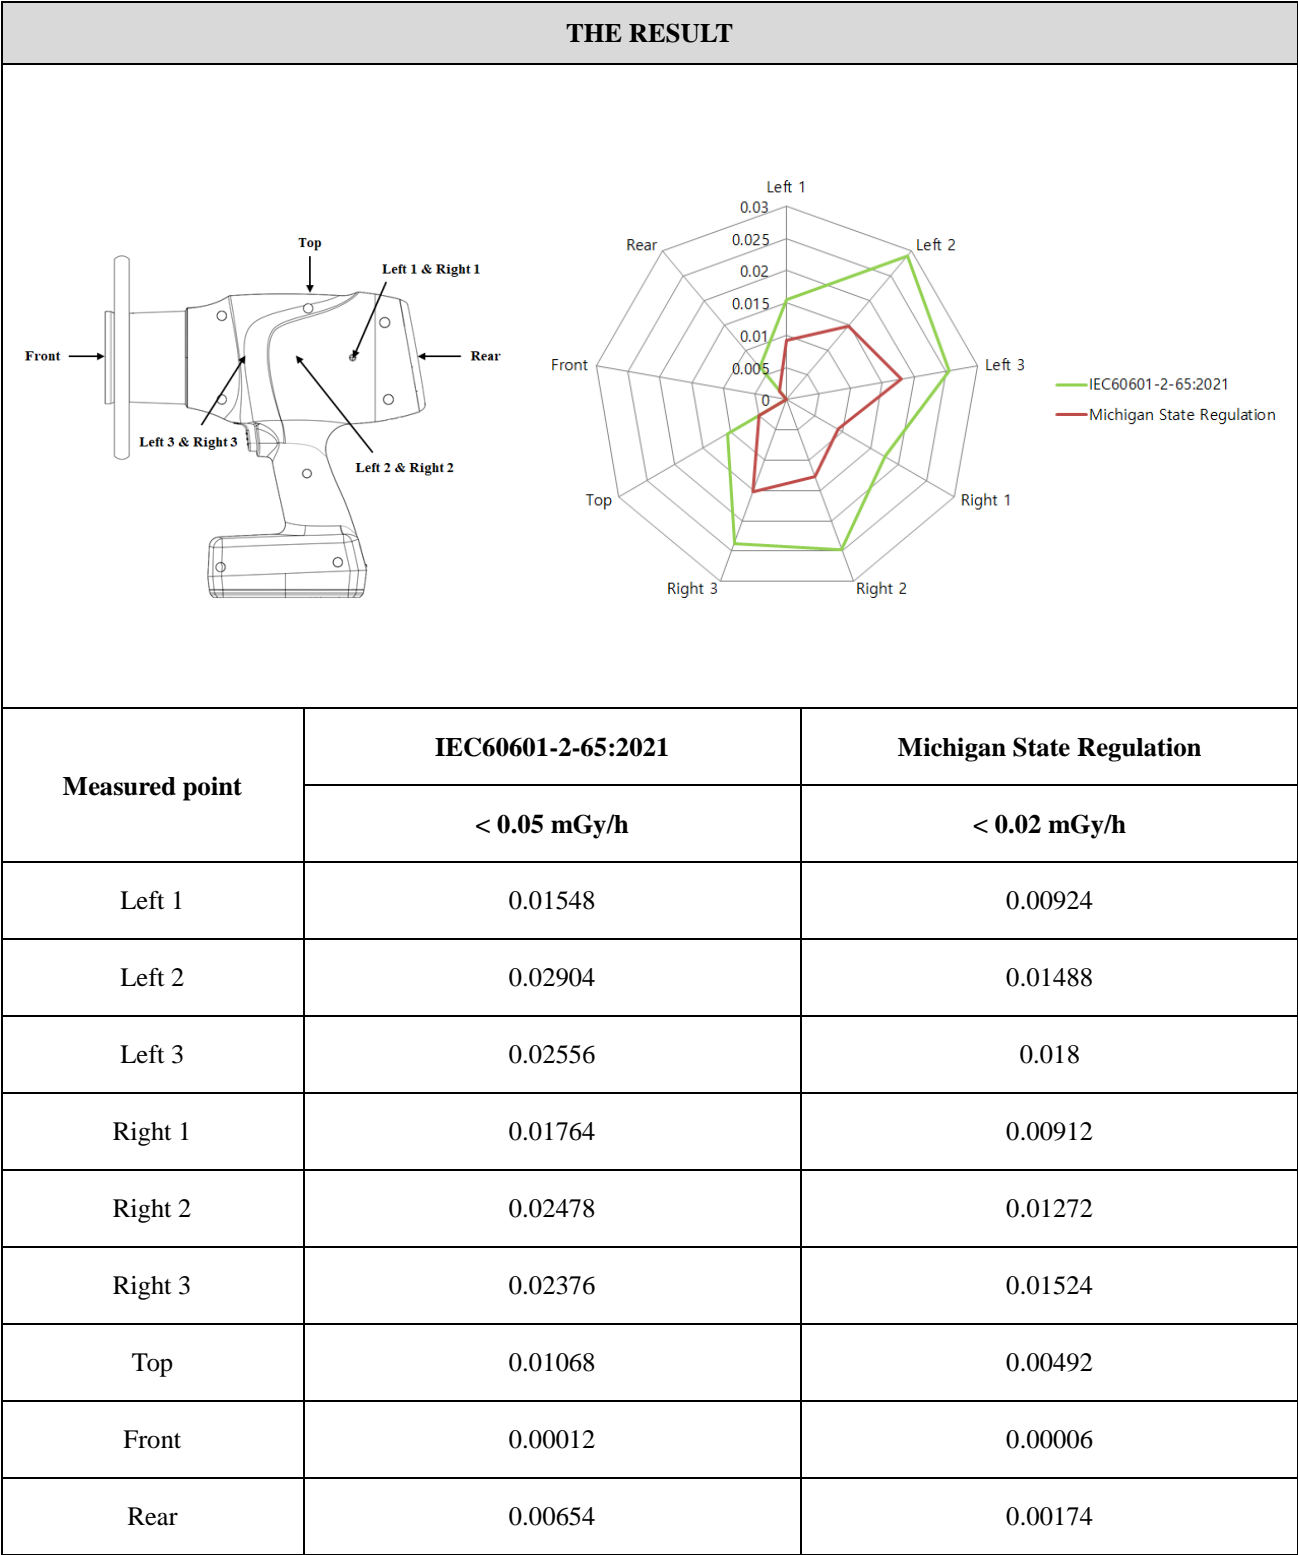 THE RESULT
Top
Left 1 & Right 1
Front
Rear
Left 3 & Right 3
Left 2 & Right 2
Left 1
0.03
0.025
0.02
0.015
0.01
0.005
0
Left 2
Left 3
Right 1
Right 2
Right 3
Top
Front
Rear
IEC60601-2-65:2021
Michigan State Regulation
Measured point
IEC60601-2-65:2021
Michigan State Regulation
< 0.05 mGy/h
< 0.02 mGy/h
Left 1 0.01548 0.00924
Left 2 0.02904 0.01488
Left 3 0.02556 0.018
Right 1 0.01764 0.00912
Right 2 0.02478 0.01272
Right 3 0.02376 0.01524
Top 0.01068 0.00492
Front 0.00012 0.00006
Rear 0.00654 0.00174